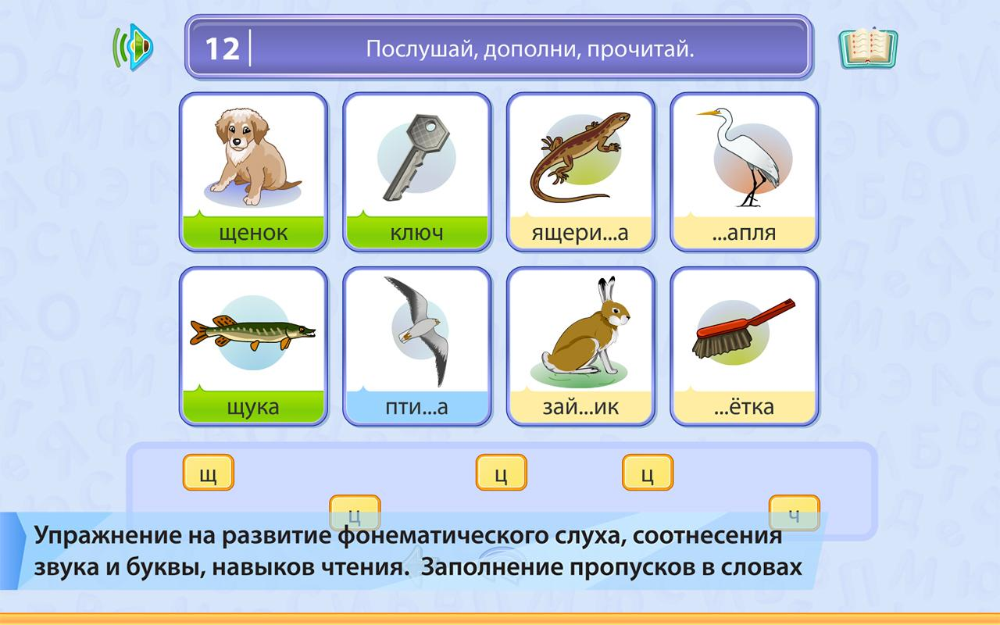 12
Послушай, дополни, прочитай.
щенок
ключ
ящери...а
...апля
щука
пти...а
зай...ик
...ётка
щ
ц
ц
ц
ч
Упражнение на развитие фонематического слуха, соотнесения
звука и буквы, навыков чтения. Заполнение пропусков в словах